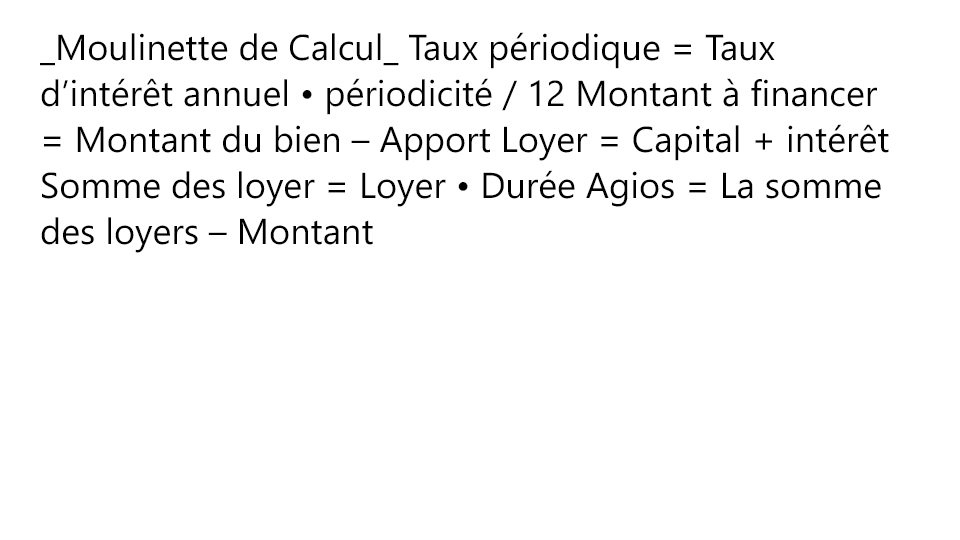 _Moulinette de Calcul_ Taux périodique = Taux
d’intérêt annuel • périodicité / 12 Montant à financer
= Montant du bien – Apport Loyer = Capital + intérêt
Somme des loyer = Loyer • Durée Agios = La somme
des loyers – Montant